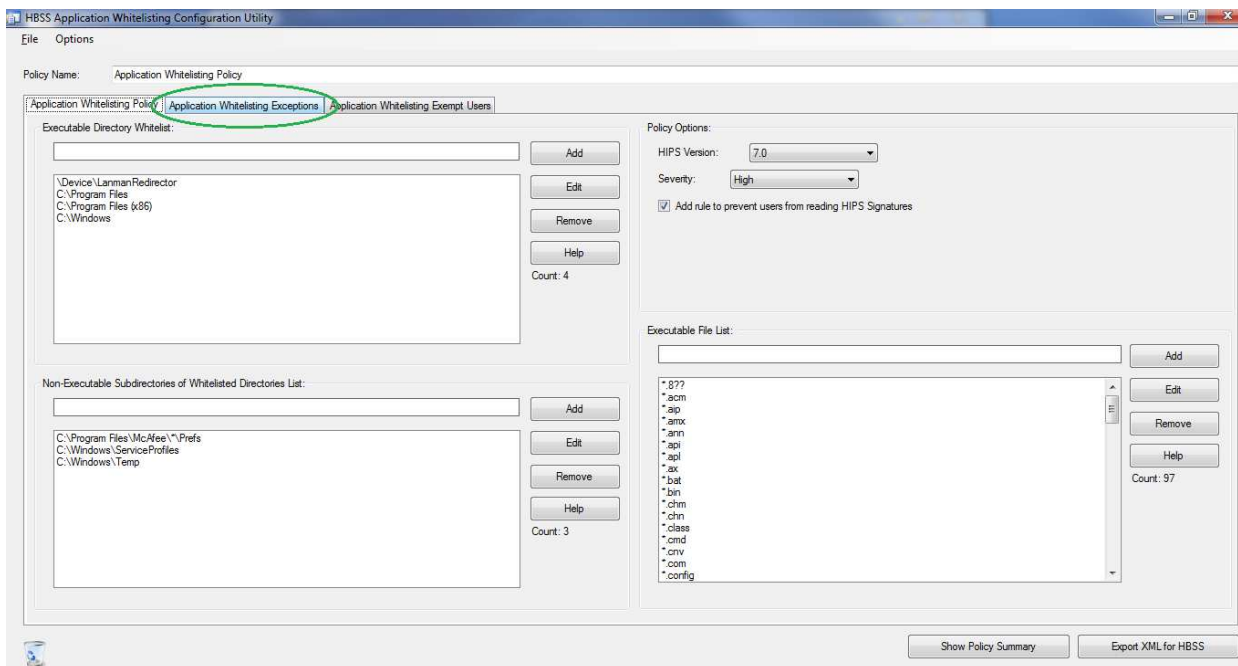 HBSS Application Whitelisting Configuration Utility
File Options
Policy Name: Application Whitelisting Policy
Application Whitelisting Policy Application Whitelisting Exceptions Application Whitelisting Exempt Users
Executable Directory Whitelist:
Add
\Device\LanmanRedirector
C:\Program Files
C:\Program Files (x86)
C:\Windows
Edit
Remove
Help
Count: 4
Non-Executable Subdirectories of Whitelisted Directories List:
Add
C:\Program Files\McAfee\*\Prefs
C:\Windows\ServiceProfiles
C:\Windows\Temp
Edit
Remove
Help
Count: 3
Policy Options:
HIPS Version: 7.0
Severity: High
Add rule to prevent users from reading HIPS Signatures
Executable File List:
Add
*.8??
*.acm
*.aip
*.amx
*.ann
*.api
*.apl
*.ax
*.bat
*.bin
*.chm
*.chn
*.class
*.cmd
*.cnv
*.com
*.config
Edit
Remove
Help
Count: 97
Show Policy Summary
Export XML for HBSS